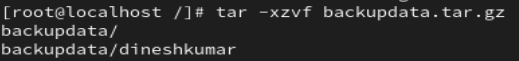 [root@localhost /]# tar -xzvf backupdata.tar.gz
backupdata/
backupdata/dineshkumar